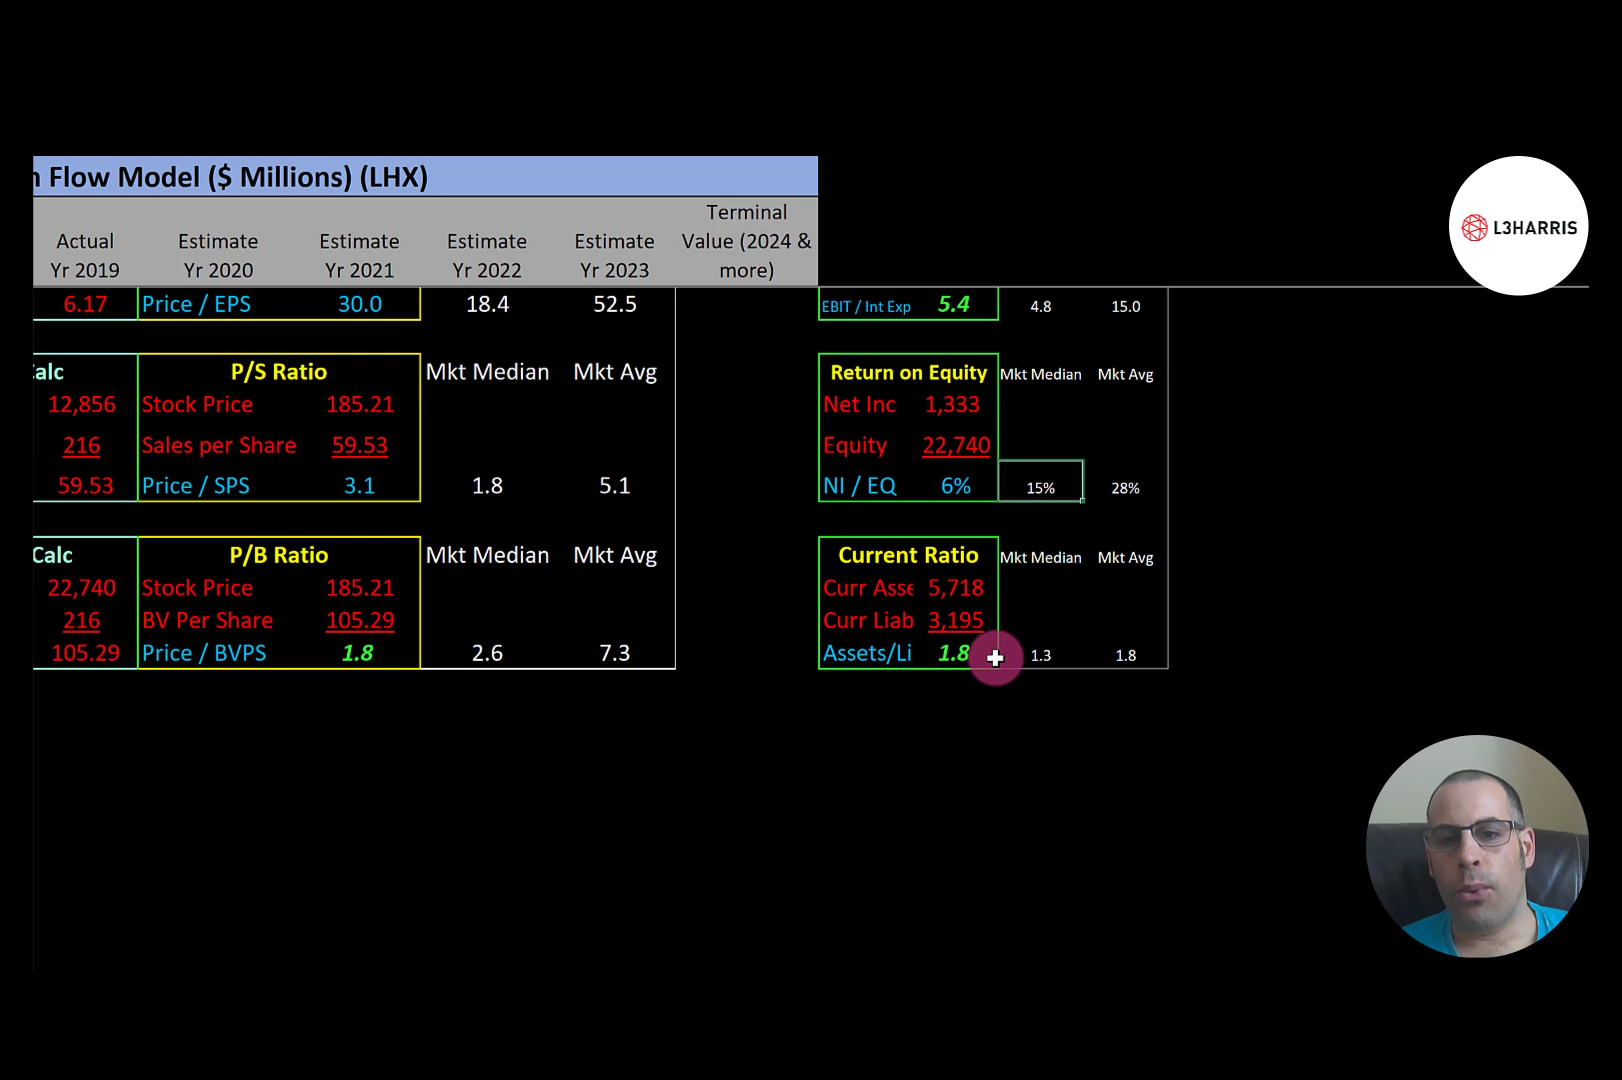 Flow Model ($ Millions) (LHX)
Actual Yr 2019 Estimate Yr 2020 Estimate Yr 2021 Estimate Yr 2022 Estimate Yr 2023 Terminal Value (2024 & more)
6.17 Price / EPS 30.0 18.4 52.5
EBIT / Int Exp 5.4 4.8 15.0
alc P/S Ratio Mkt Median Mkt Avg
12,856 Stock Price 185.21
216 Sales per Share 59.53
59.53 Price / SPS 3.1 1.8 5.1
Return on Equity Mkt Median Mkt Avg
Net Inc 1,333
Equity 22,740
NI / EQ 6% 15% 28%
Calc P/B Ratio Mkt Median Mkt Avg
22,740 Stock Price 185.21
216 BV Per Share 105.29
105.29 Price / BVPS 1.8 2.6 7.3
Current Ratio Mkt Median Mkt Avg
Curr Asse 5,718
Curr Liab 3,195
Assets/Li 1.8 1.3 1.8
L3HARRIS